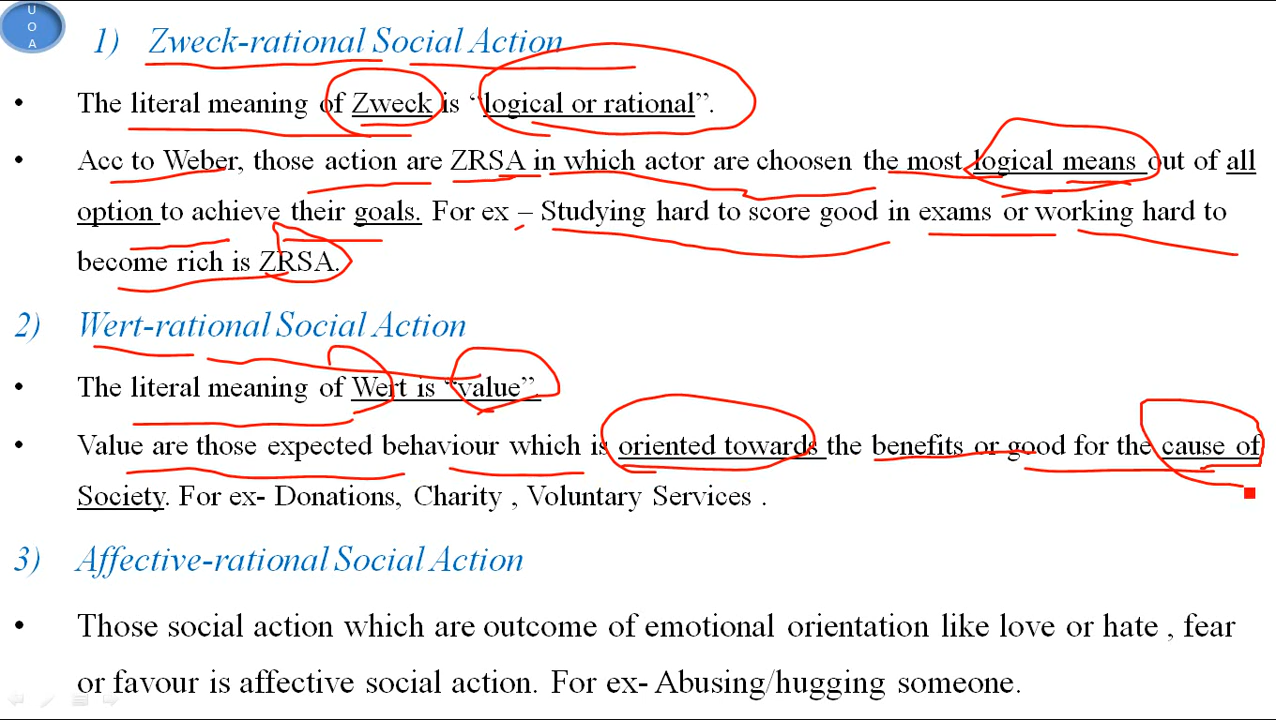 U
O
A
1) Zweck-rational Social Action
• The literal meaning of Zweck is “logical or rational”.
• Acc to Weber, those action are ZRSA in which actor are choosen the most logical means out of all
option to achieve their goals. For ex – Studying hard to score good in exams or working hard to
become rich is ZRSA.
2) Wert-rational Social Action
• The literal meaning of Wert is “value”.
• Value are those expected behaviour which is oriented towards the benefits or good for the cause of
Society. For ex- Donations, Charity , Voluntary Services .
3) Affective-rational Social Action
• Those social action which are outcome of emotional orientation like love or hate , fear
or favour is affective social action. For ex- Abusing/hugging someone.